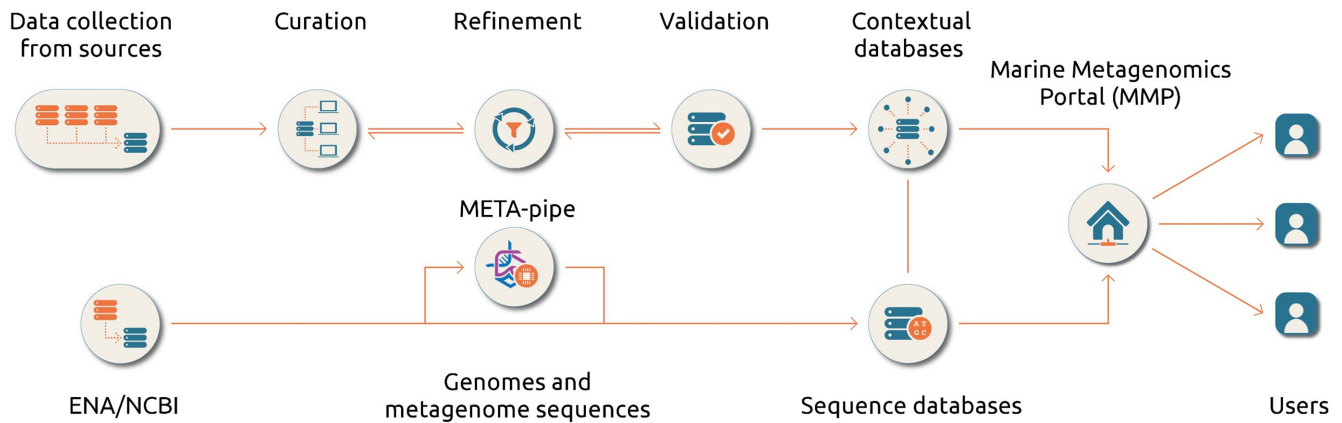 Data collection
from sources
Curation
Refinement
Validation
Contextual
databases
Marine Metagenomics
Portal (MMP)
META-pipe
A T
G C
ENA/NCBI
Genomes and
metagenome sequences
Sequence databases
Users